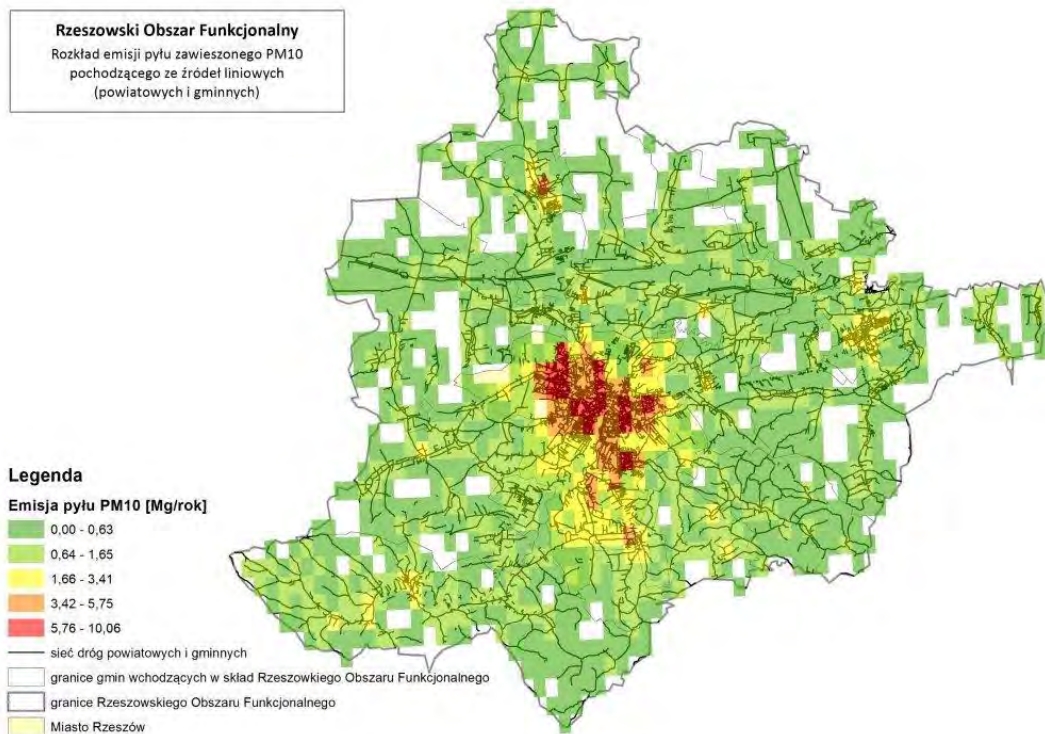 Rzeszowski Obszar Funkcjonalny
Rozkład emisji pyłu zawieszonego PM10
pochodzącego ze źródeł liniowych
(powiatowych i gminnych)
Legenda
Emisja pyłu PM10 [Mg/rok]
0,00 - 0,63
0,64 - 1,65
1,66 - 3,41
3,42 - 5,75
5,76 - 10,06
sieć dróg powiatowych i gminnych
granice gmin wchodzących w skład Rzeszowkiego Obszaru Funkcjonalnego
granice Rzeszowskiego Obszaru Funkcjonalnego
Miasto Rzeszów